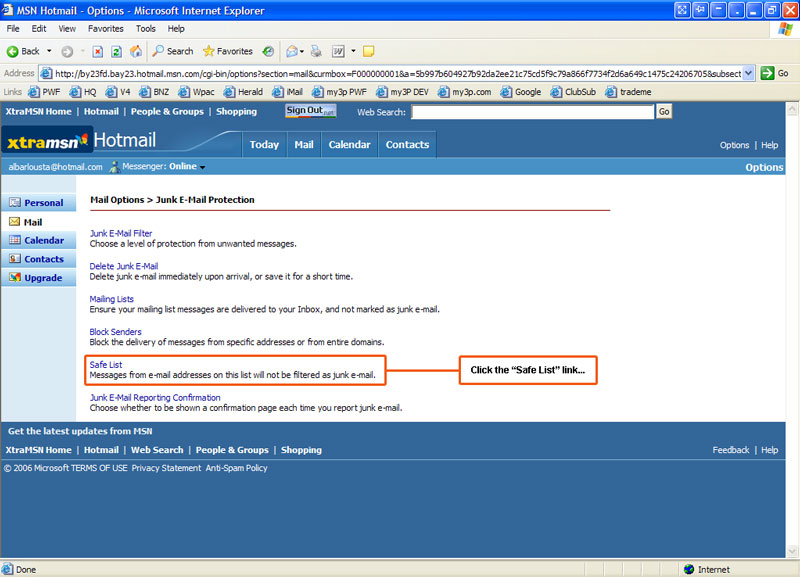 MSN Hotmail - Options - Microsoft Internet Explorer
File Edit View Favorites Tools Help
Back Search Favorites
Address http://by23fd.bay23.hotmail.msn.com/cgi-bin/options?section=mail&curmbox=F000000001&a=5b997b604927b92da2ee21c75cd5f9c79a866f7734f2d6a649c1475c24206705&subsect Go
Links PWF HQ V4 BNZ Wpac Herald iMail my3p PWF my3P DEV my3p.com Google ClubSub trademe
XtraMSN Home | Hotmail | People & Groups | Shopping Sign Out .net Web Search: Go
xtramsn Hotmail Today Mail Calendar Contacts Options | Help
albarlousta@hotmail.com Messenger: Online Options
Personal
Mail
Calendar
Contacts
Upgrade
Mail Options > Junk E-Mail Protection
Junk E-Mail Filter
Choose a level of protection from unwanted messages.
Delete Junk E-Mail
Delete junk e-mail immediately upon arrival, or save it for a short time.
Mailing Lists
Ensure your mailing list messages are delivered to your Inbox, and not marked as junk e-mail.
Block Senders
Block the delivery of messages from specific addresses or from entire domains.
Safe List
Messages from e-mail addresses on this list will not be filtered as junk e-mail.
Click the “Safe List” link...
Junk E-Mail Reporting Confirmation
Choose whether to be shown a confirmation page each time you report junk e-mail.
Get the latest updates from MSN
XtraMSN Home | Hotmail | Web Search | People & Groups | Shopping Feedback | Help
© 2006 Microsoft TERMS OF USE Privacy Statement Anti-Spam Policy
Done Internet